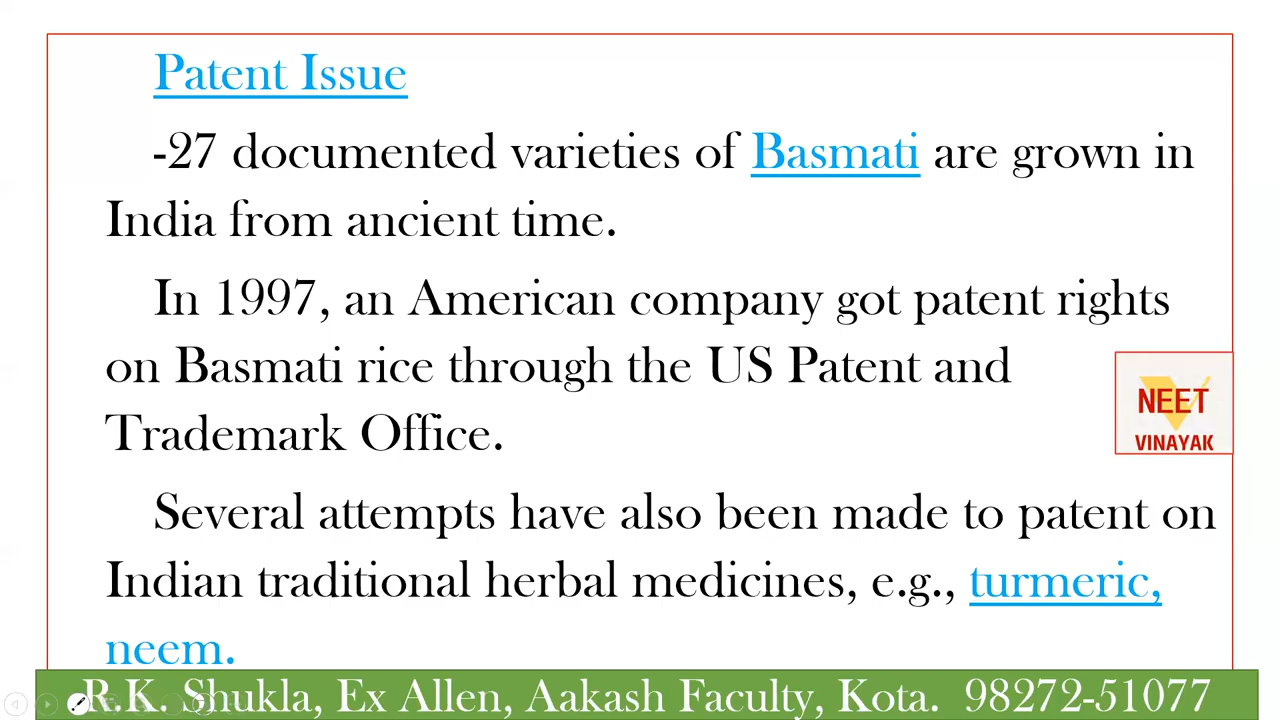 Patent Issue
-27 documented varieties of Basmati are grown in
India from ancient time.
In 1997, an American company got patent rights
on Basmati rice through the US Patent and
Trademark Office.
NEET
VINAYAK
Several attempts have also been made to patent on
Indian traditional herbal medicines, e.g., turmeric,
neem.
R.K. Shukla, Ex Allen, Aakash Faculty, Kota. 98272-51077